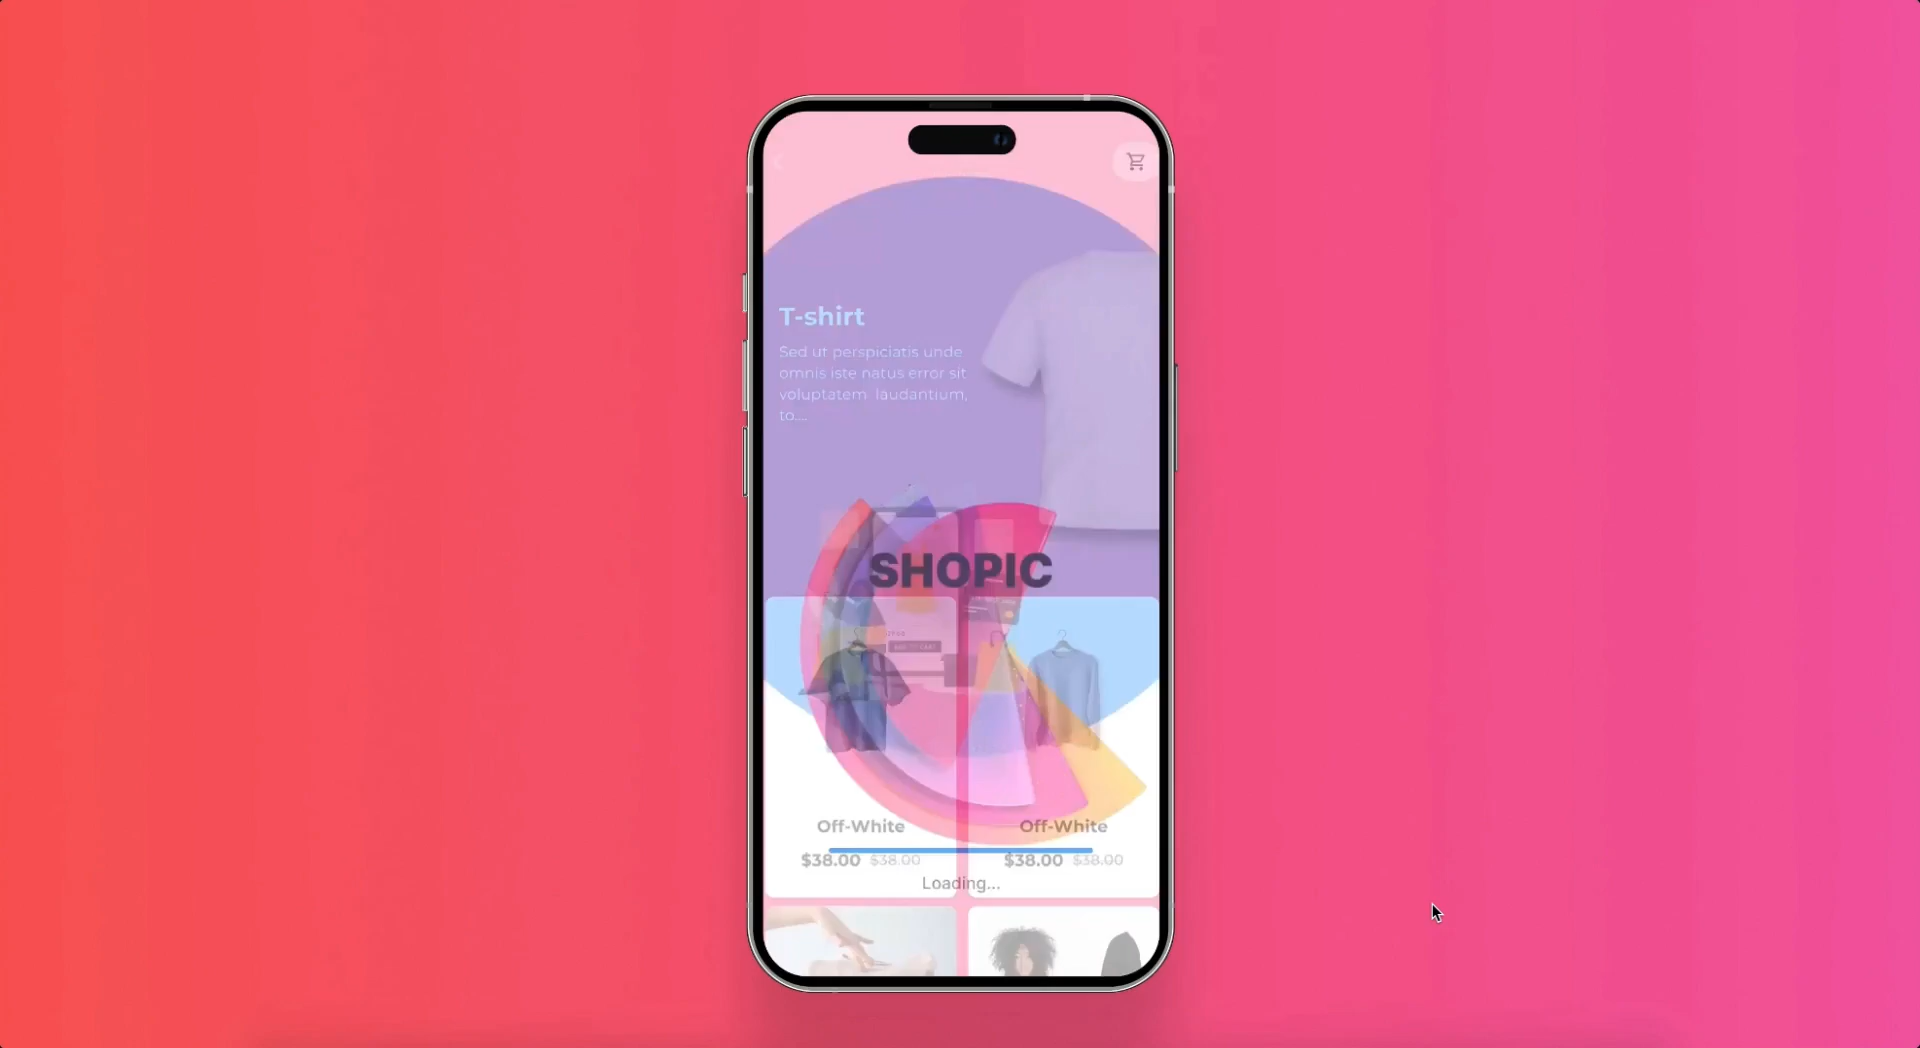 T-shirt
Sed ut perspiciatis unde
omnis iste natus error sit
voluptatem laudantium,
to...
SHOPIC
Off-White
Off-White
$38.00 $38.00
$38.00 $38.00
Loading...